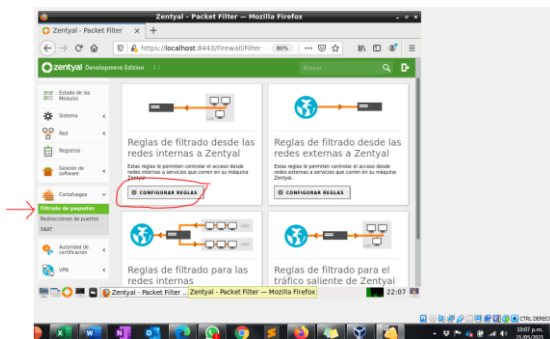 Zentyal - Packet Filter — Mozilla Firefox
Zentyal - Packet Filter
https://localhost:8443/Firewall/Filter
80%
zentyal Development Edition 4.2
Buscar...
Estado de los
Módulos
Sistema
Red
Registros
Gestión de
software
Cortafuegos
Filtrado de paquetes
Redirecciones de puertos
SNAT
Autoridad de
certificación
VPN
Reglas de filtrado desde las
redes internas a Zentyal
Estas reglas le permiten controlar el acceso desde
redes internas a servicios que corren en su máquina
Zentyal.
CONFIGURAR REGLAS
Reglas de filtrado desde las
redes externas a Zentyal
Estas reglas le permiten controlar el acceso desde
redes externas a servicios que corren en su máquina
Zentyal.
CONFIGURAR REGLAS
Reglas de filtrado para las
redes internas
Reglas de filtrado para el
tráfico saliente de Zentyal
Zentyal - Packet Filter ...
Zentyal - Packet Filter — Mozilla Firefox
22:07
CTRL DERECHO
10:07 p.m.
21/05/2021